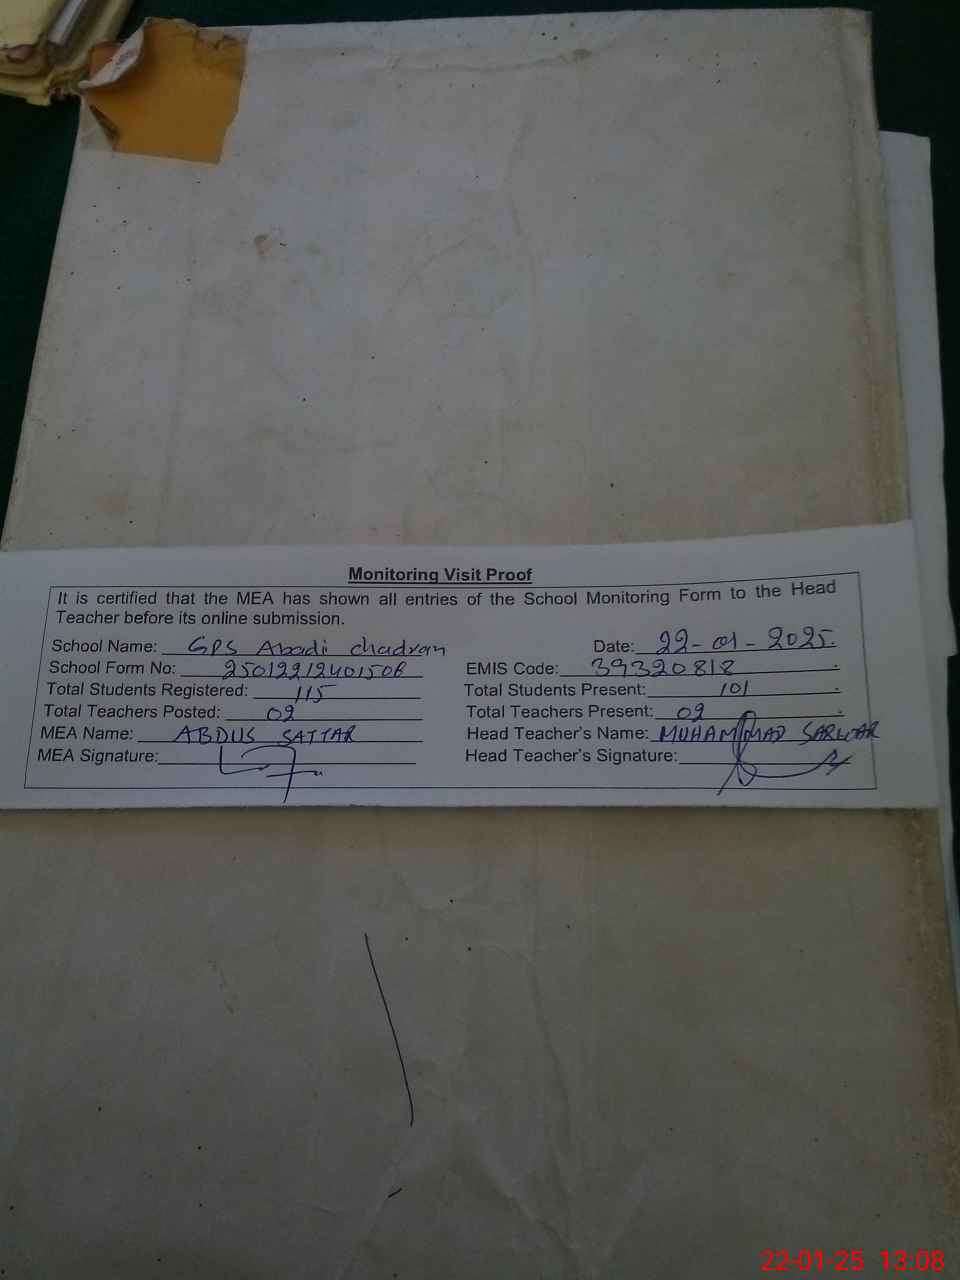 Monitoring Visit Proof
It is certified that the MEA has shown all entries of the School Monitoring Form to the Head
Teacher before its online submission.
School Name: GPS Abadi chadran Date: 22-01-2025.
School Form No: 25012212401506 EMIS Code: 39320818
Total Students Registered: 115 Total Students Present: 101
Total Teachers Posted: 02 Total Teachers Present: 02
MEA Name: ABDUS SATTAR Head Teacher's Name: MUHAMMAD SARWAR
MEA Signature: Head Teacher's Signature:
22-01-25 13:08